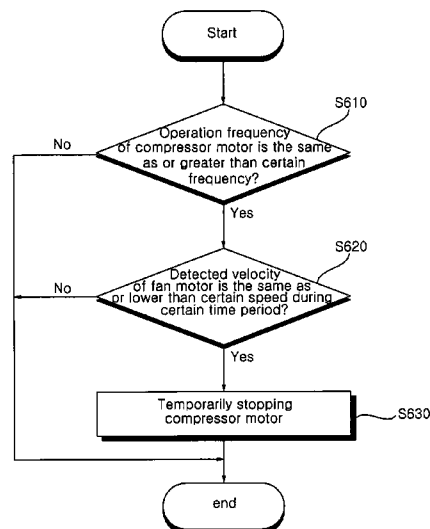 Start
S610
Operation frequency
of compressor motor is the same
as or greater than certain
frequency?
No
Yes
S620
Detected velocity
of fan motor is the same as
or lower than certain speed during
certain time period?
No
Yes
Temporarily stopping
compressor motor
S630
end